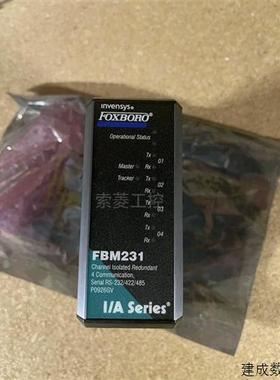 invensys
FOXBORO
Operational Status
Tx 01
Master Rx
Tracker Tx 02
Rx
Tx 03
Rx
Tx 04
Rx
索菱工控
FBM231
Channel Isolated Redundant
4 Communication,
Serial RS-232/422/485
P0926GV
I/A Series®
建成数